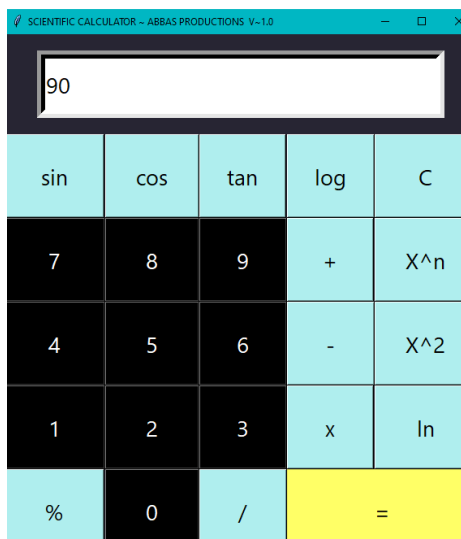 SCIENTIFIC CALCULATOR ~ ABBAS PRODUCTIONS V~1.0
90
sin cos tan log C
7 8 9 + X^n
4 5 6 - X^2
1 2 3 x ln
% 0 / =